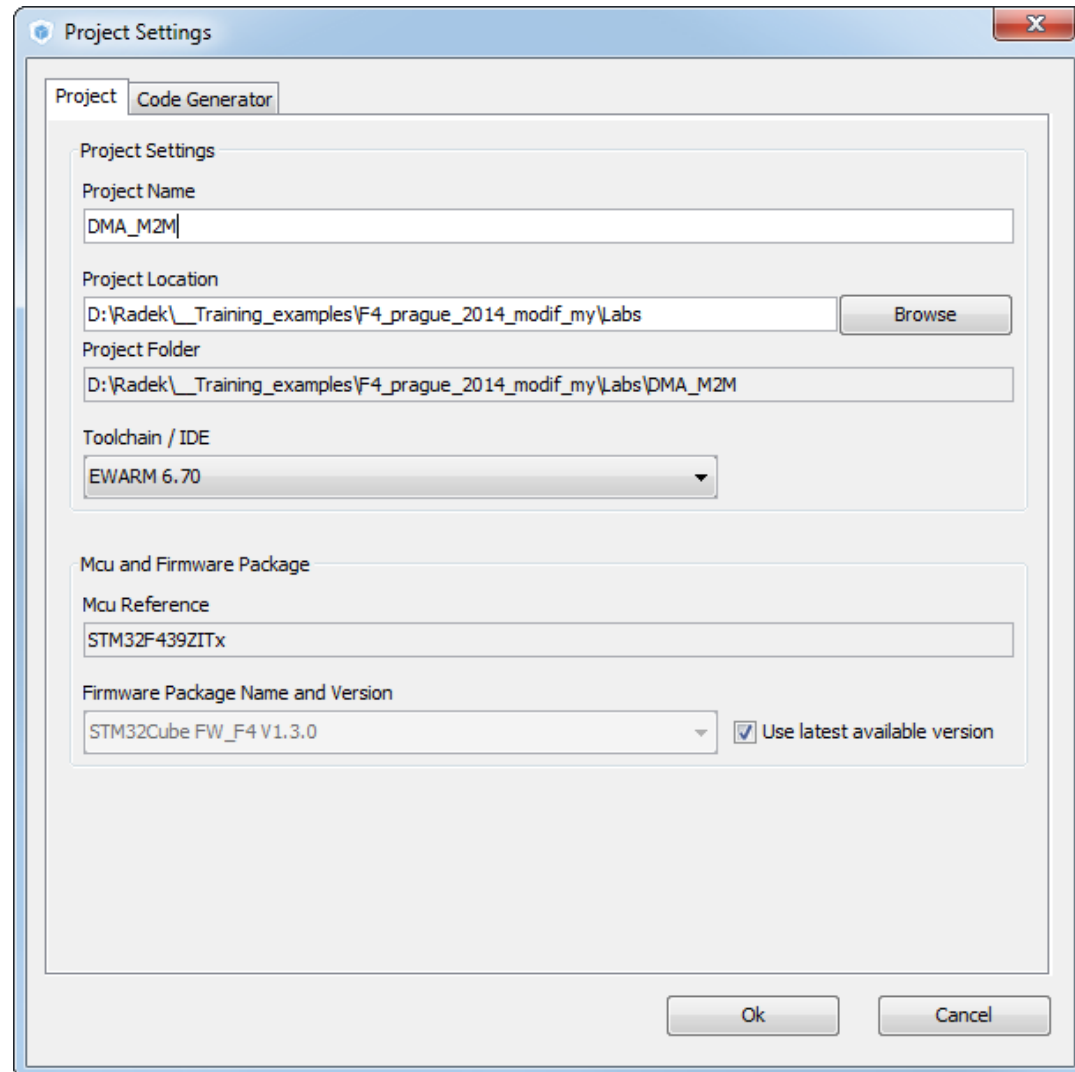 Project Settings
Project
Code Generator
Project Settings
Project Name
DMA_M2M
Project Location
D:\Radek\__Training_examples\F4_prague_2014_modif_my\Labs
Browse
Project Folder
D:\Radek\__Training_examples\F4_prague_2014_modif_my\Labs\DMA_M2M
Toolchain / IDE
EWARM 6.70
Mcu and Firmware Package
Mcu Reference
STM32F439ZITx
Firmware Package Name and Version
STM32Cube FW_F4 V1.3.0
Use latest available version
Ok
Cancel